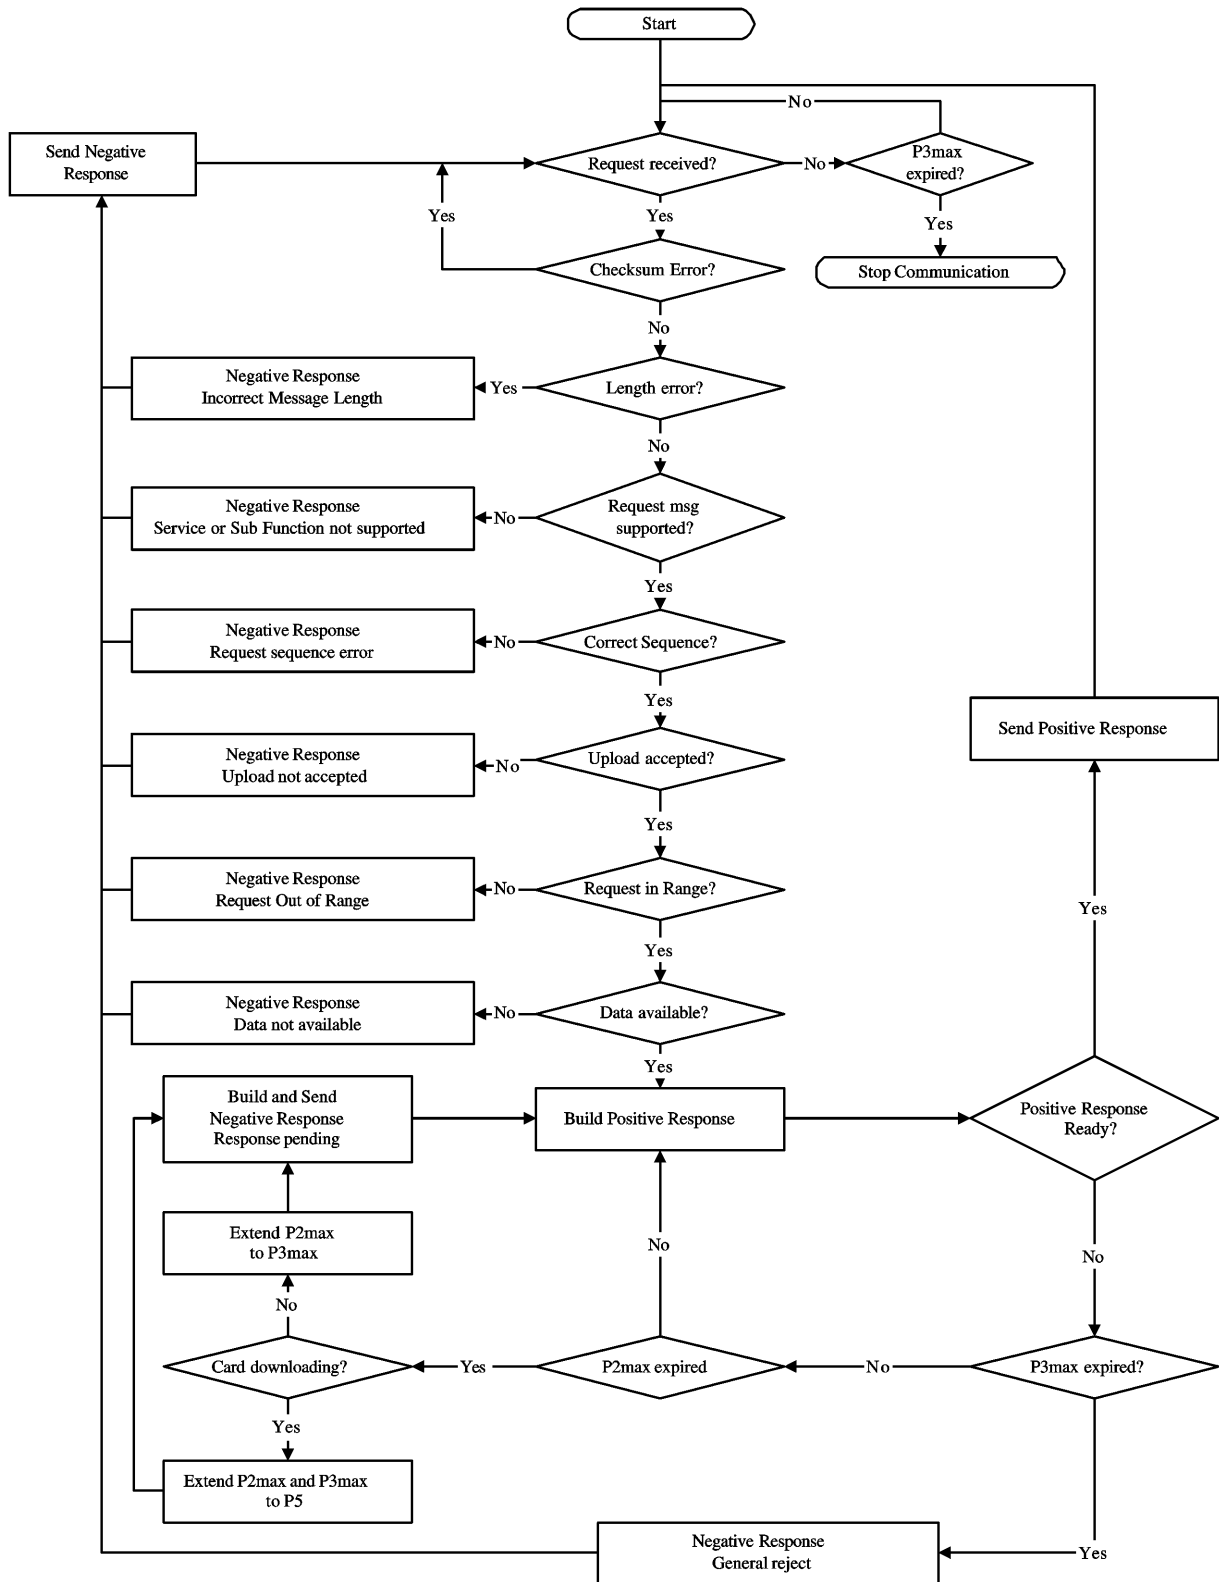 Start
No
Send Negative
Response
Request received?
No
P3max
expired?
Yes
Yes
Yes
Checksum Error?
Stop Communication
No
Negative Response
Incorrect Message Length
Yes
Length error?
No
Negative Response
Service or Sub Function not supported
No
Request msg
supported?
Yes
Negative Response
Request sequence error
No
Correct Sequence?
Yes
Send Positive Response
Negative Response
Upload not accepted
No
Upload accepted?
Yes
Negative Response
Request Out of Range
No
Request in Range?
Yes
Yes
Negative Response
Data not available
No
Data available?
Yes
Build and Send
Negative Response
Response pending
Build Positive Response
Positive Response
Ready?
Extend P2max
to P3max
No
No
No
Card downloading?
Yes
P2max expired
No
P3max expired?
Yes
Extend P2max and P3max
to P5
Negative Response
General reject
Yes